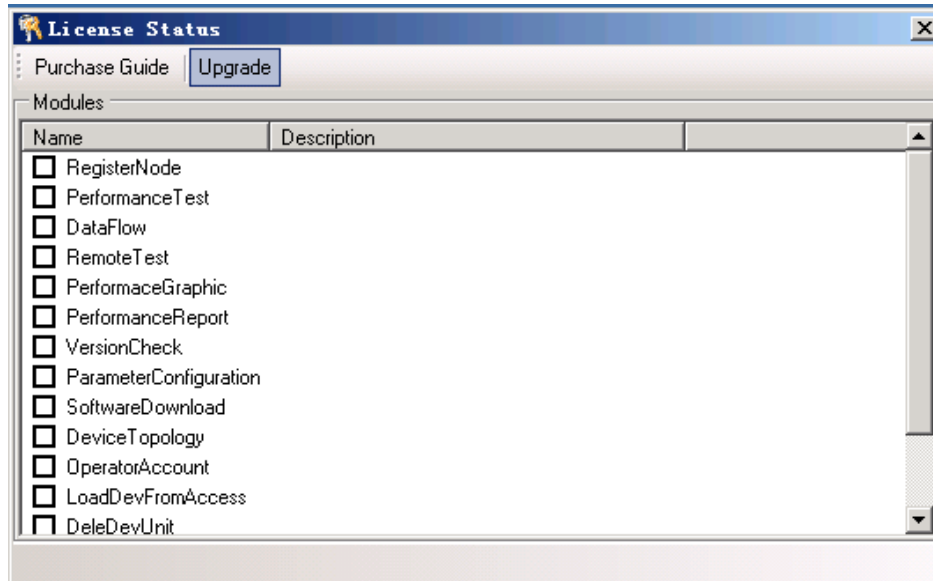 License Status
Purchase Guide Upgrade
Modules
Name Description
RegisterNode
PerformanceTest
DataFlow
RemoteTest
PerformaceGraphic
PerformanceReport
VersionCheck
ParameterConfiguration
SoftwareDownload
DeviceTopology
OperatorAccount
LoadDevFromAccess
DeleDevUnit